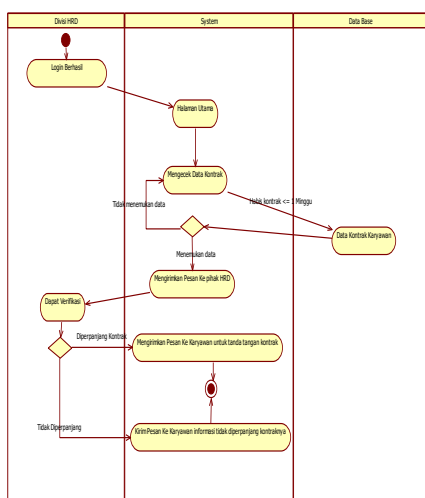 Divisi HRD
System
Data Base
Login Berhasil
Halaman Utama
Mengecek Data Kontrak
Habis kontrak <= 1 Minggu
Tidak menemukan data
Data Kontrak Karyawan
Menemukan data
Mengirimkan Pesan Ke pihak HRD
Dapat Verifikasi
Diperpanjang Kontrak
Mengirimkan Pesan Ke Karyawan untuk tanda tangan kontrak
Tidak Diperpanjang
Kirim Pesan Ke Karyawan informasi tidak diperpanjang kontraknya